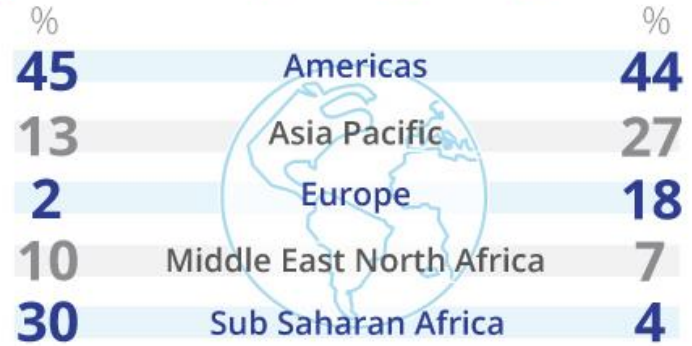 % %
45 Americas 44
13 Asia Pacific 27
2 Europe 18
10 Middle East North Africa 7
30 Sub Saharan Africa 4